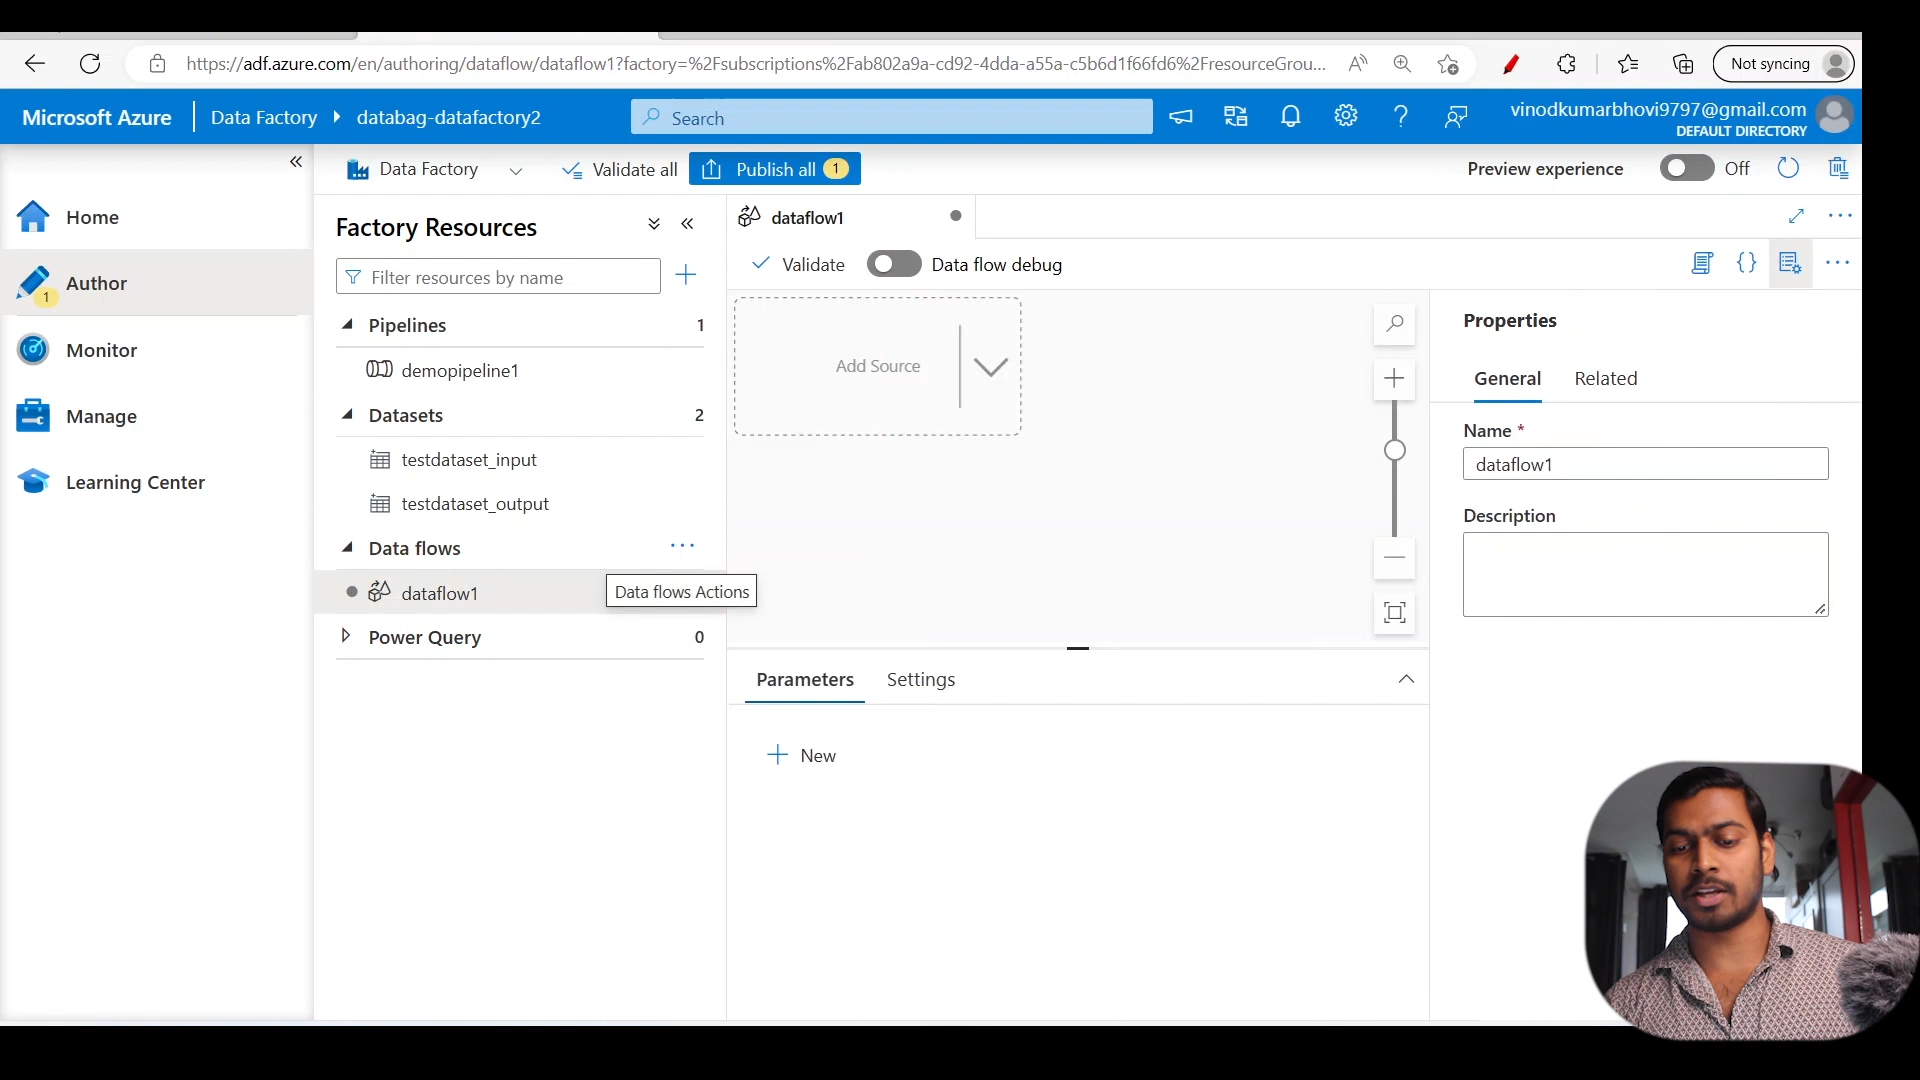 https://adf.azure.com/en/authoring/dataflow/dataflow1?factory=%2Fsubscriptions%2Fab802a9a-cd92-4dda-a55a-c5b6d1f66fd6%2FresourceGrou...
Not syncing
Microsoft Azure
Data Factory
databag-datafactory2
Search
vinodkumarbhovi9797@gmail.com
DEFAULT DIRECTORY
Data Factory
Validate all
Publish all 1
Preview experience
Off
Home
Author
1
Monitor
Manage
Learning Center
Factory Resources
Filter resources by name
Pipelines 1
demopipeline1
Datasets 2
testdataset_input
testdataset_output
Data flows
dataflow1
Data flows Actions
Power Query 0
dataflow1
Validate
Data flow debug
Add Source
Parameters
Settings
New
Properties
General
Related
Name *
dataflow1
Description